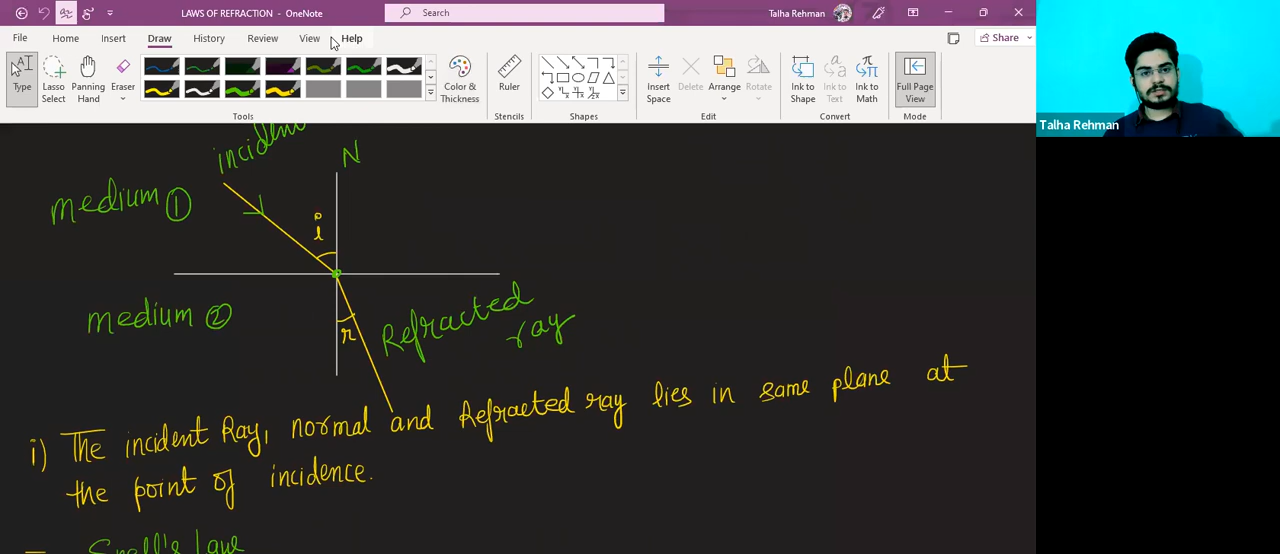 LAWS OF REFRACTION - OneNote
Search
Talha Rehman
File Home Insert Draw History Review View Help
Share
Type
Lasso Select
Panning Hand
Eraser
Color & Thickness
Ruler
Insert Space
Delete
Arrange
Rotate
Ink to Shape
Ink to Text
Ink to Math
Full Page View
Tools
Stencils
Shapes
Edit
Convert
Mode
Talha Rehman
incident
N
medium ①
i
medium ②
r
Refracted
ray
i) The incident Ray, normal and Refracted ray lies in same plane at
the point of incidence.
Snell's Law